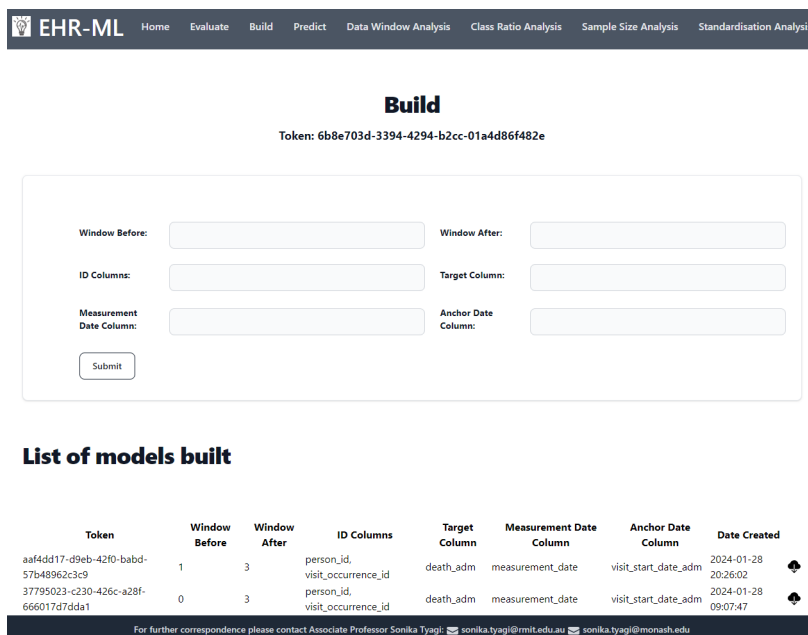 EHR-ML Home Evaluate Build Predict Data Window Analysis Class Ratio Analysis Sample Size Analysis Standardisation Analysi
Build
Token: 6b8e703d-3394-4294-b2cc-01a4d86f482e
Window Before: Window After:
ID Columns: Target Column:
Measurement Anchor Date
Date Column: Column:
Submit
List of models built
Window Window Target Measurement Date Anchor Date
Token ID Columns Date Created
Before After Column Column Column
aaf4dd17-d9eb-42f0-babd- person_id, 2024-01-28
1 3 death_adm measurement_date visit_start_date_adm
57b48962c3c9 visit_occurrence_id 20:26:02
37795023-c230-426c-a28f- person_id, 2024-01-28
0 3 death_adm measurement_date visit_start_date_adm
666017d7dda1 visit_occurrence_id 09:07:47
For further correspondence please contact Associate Professor Sonika Tyagi: sonika.tyagi@rmit.edu.au sonika.tyagi@monash.edu